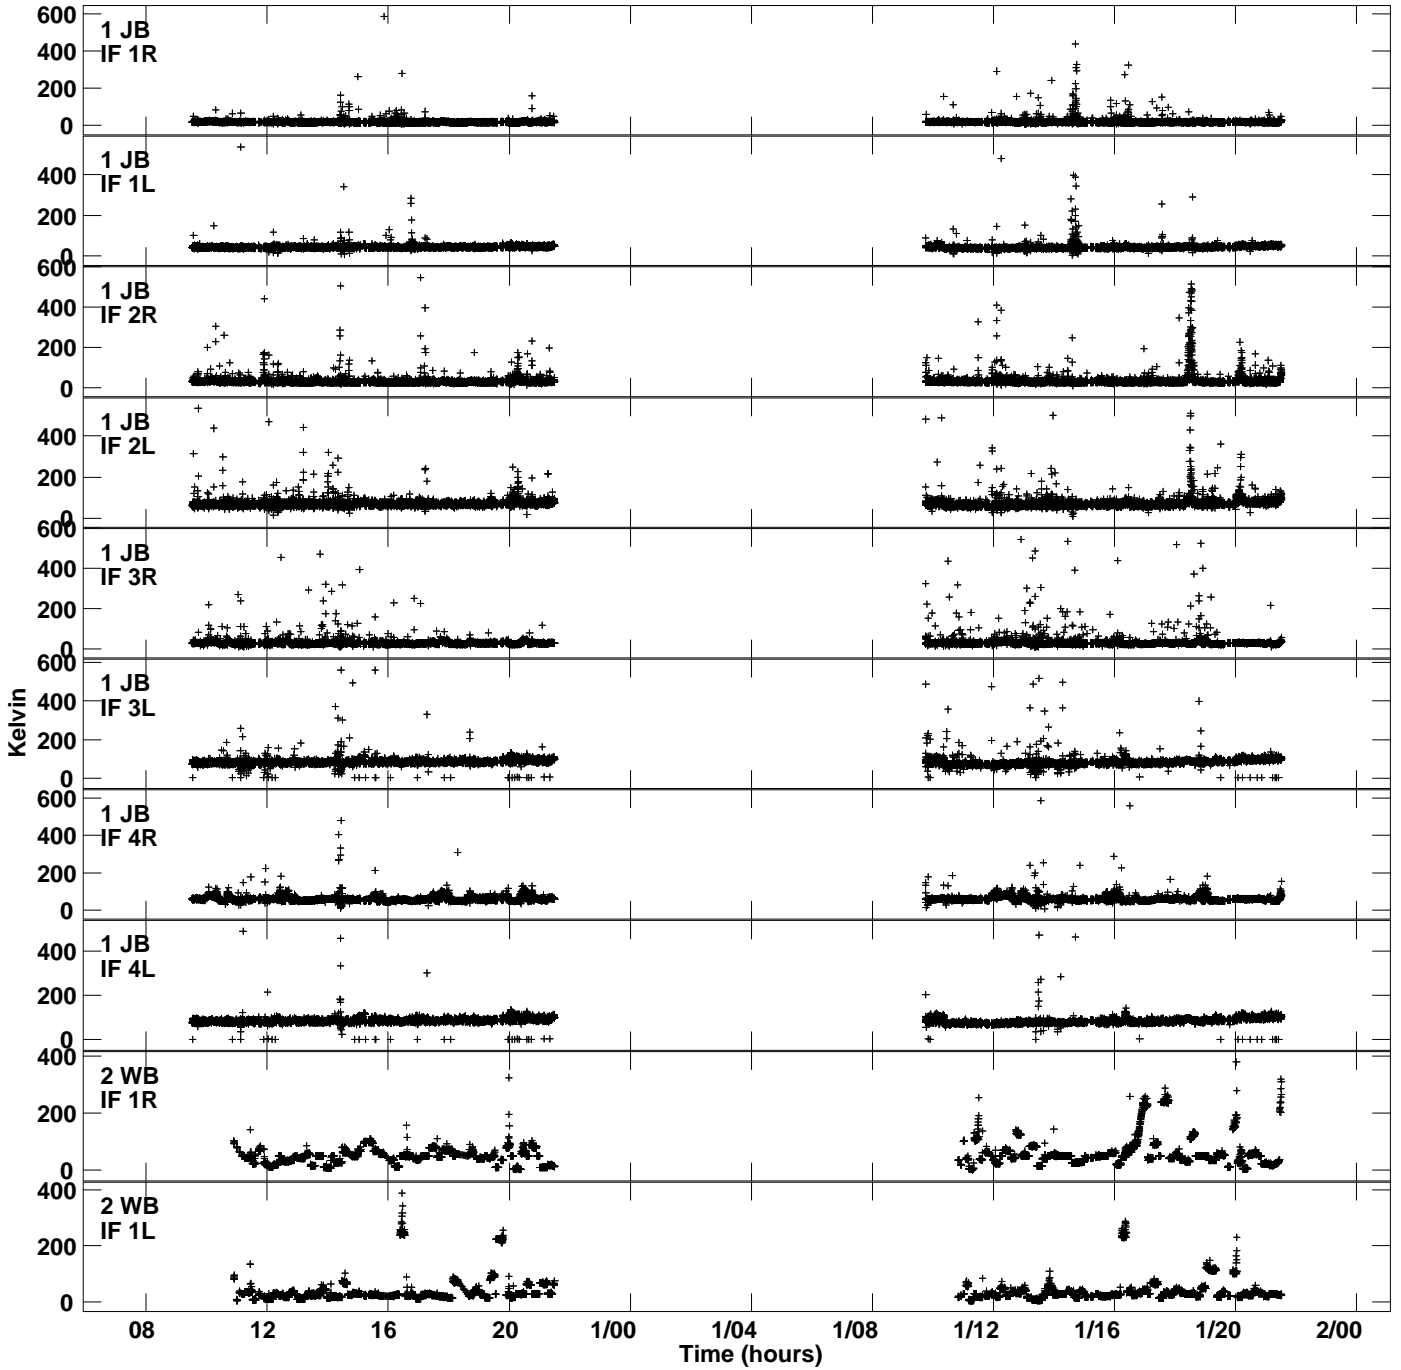 600
400
200
0
1 JB
IF 1R
400
200
0
1 JB
IF 1L
600
400
200
0
1 JB
IF 2R
400
200
0
1 JB
IF 2L
600
400
200
0
1 JB
IF 3R
600
400
200
0
1 JB
IF 3L
600
400
200
0
1 JB
IF 4R
400
200
0
1 JB
IF 4L
400
200
0
2 WB
IF 1R
400
200
0
2 WB
IF 1L
Kelvin
08 12 16 20 1/00 1/04 1/08 1/12 1/16 1/20 2/00
Time (hours)